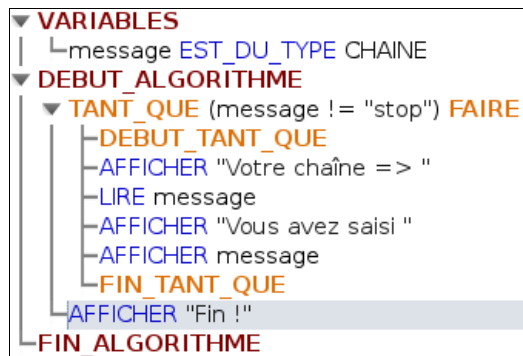 VARIABLES
message EST_DU_TYPE CHAINE
DEBUT_ALGORITHME
TANT_QUE (message != "stop") FAIRE
DEBUT_TANT_QUE
AFFICHER "Votre chaîne => "
LIRE message
AFFICHER "Vous avez saisi "
AFFICHER message
FIN_TANT_QUE
AFFICHER "Fin !"
FIN_ALGORITHME